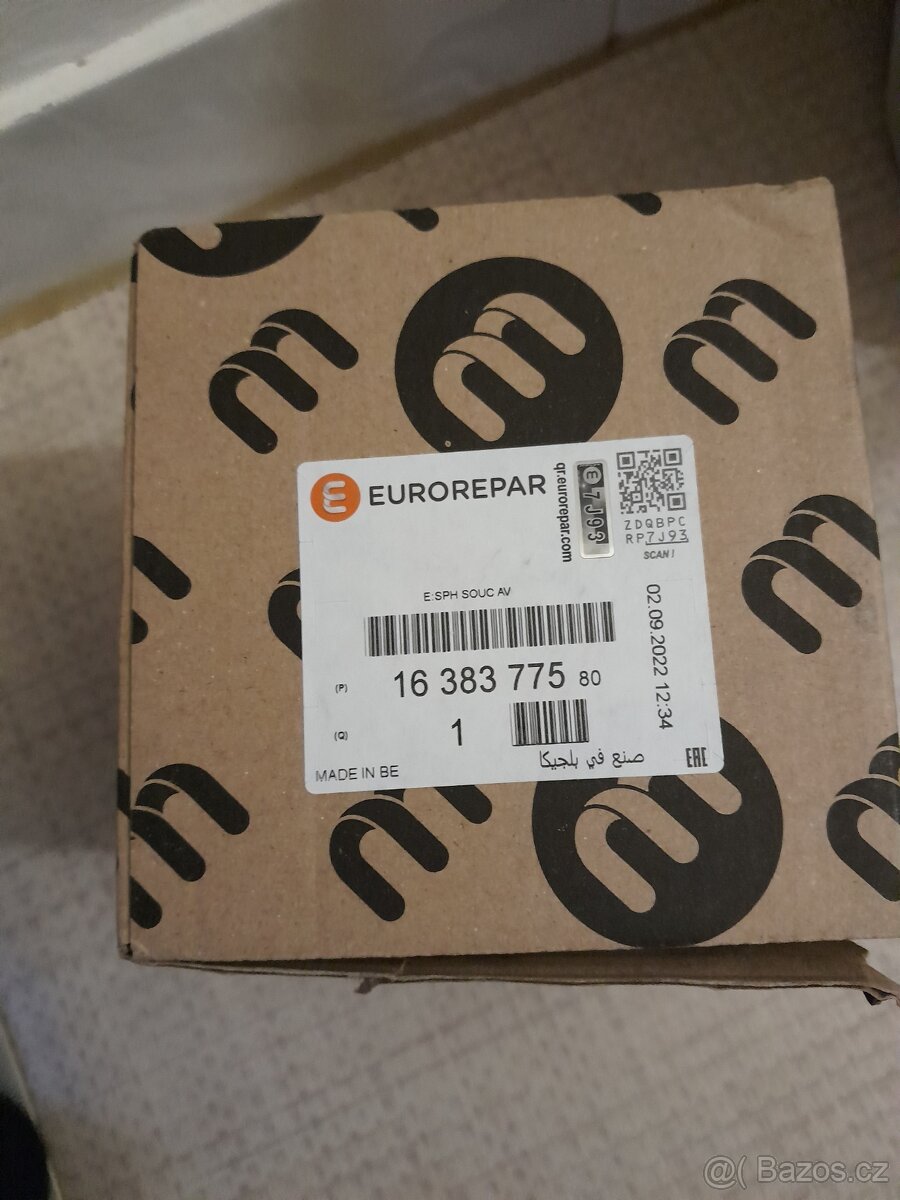 EUROREPAR
qr.eurorepar.com
7J93
ZDQBPC
RP7J93
SCAN!
E:SPH SOUC AV
02.09.2022 12:34
(P) 16 383 775 80
(Q) 1
صنع في بلجيكا
MADE IN BE
EAC
@( Bazos.cz